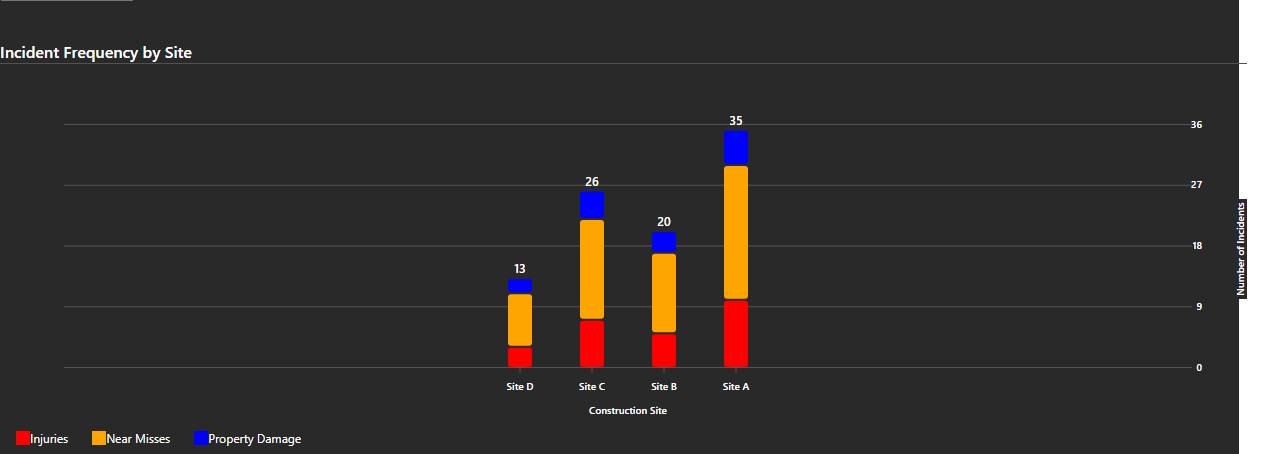 Incident Frequency by Site
35
36
26
27
20
Number of Incidents
18
13
9
0
Site D
Site C
Site B
Site A
Construction Site
Injuries
Near Misses
Property Damage